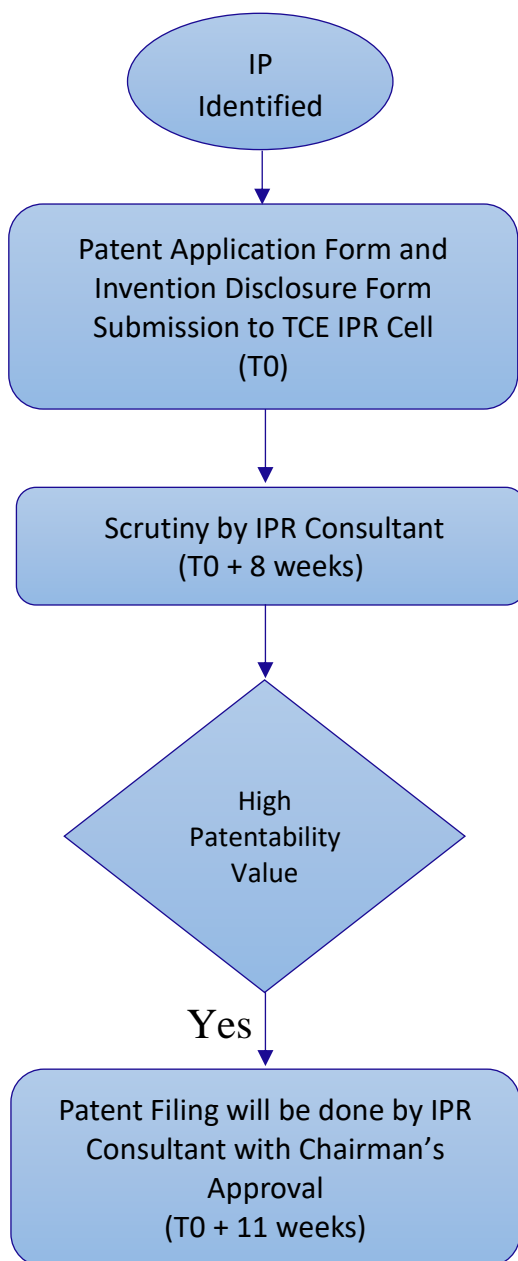 IP
Identified
Patent Application Form and
Invention Disclosure Form
Submission to TCE IPR Cell
(T0)
Scrutiny by IPR Consultant
(T0 + 8 weeks)
High
Patentability
Value
Yes
Patent Filing will be done by IPR
Consultant with Chairman’s
Approval
(T0 + 11 weeks)